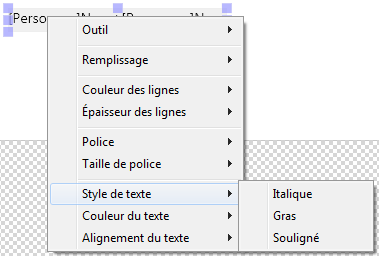 Outil
Remplissage
Couleur des lignes
Épaisseur des lignes
Police
Taille de police
Style de texte
Couleur du texte
Alignement du texte
Italique
Gras
Souligné